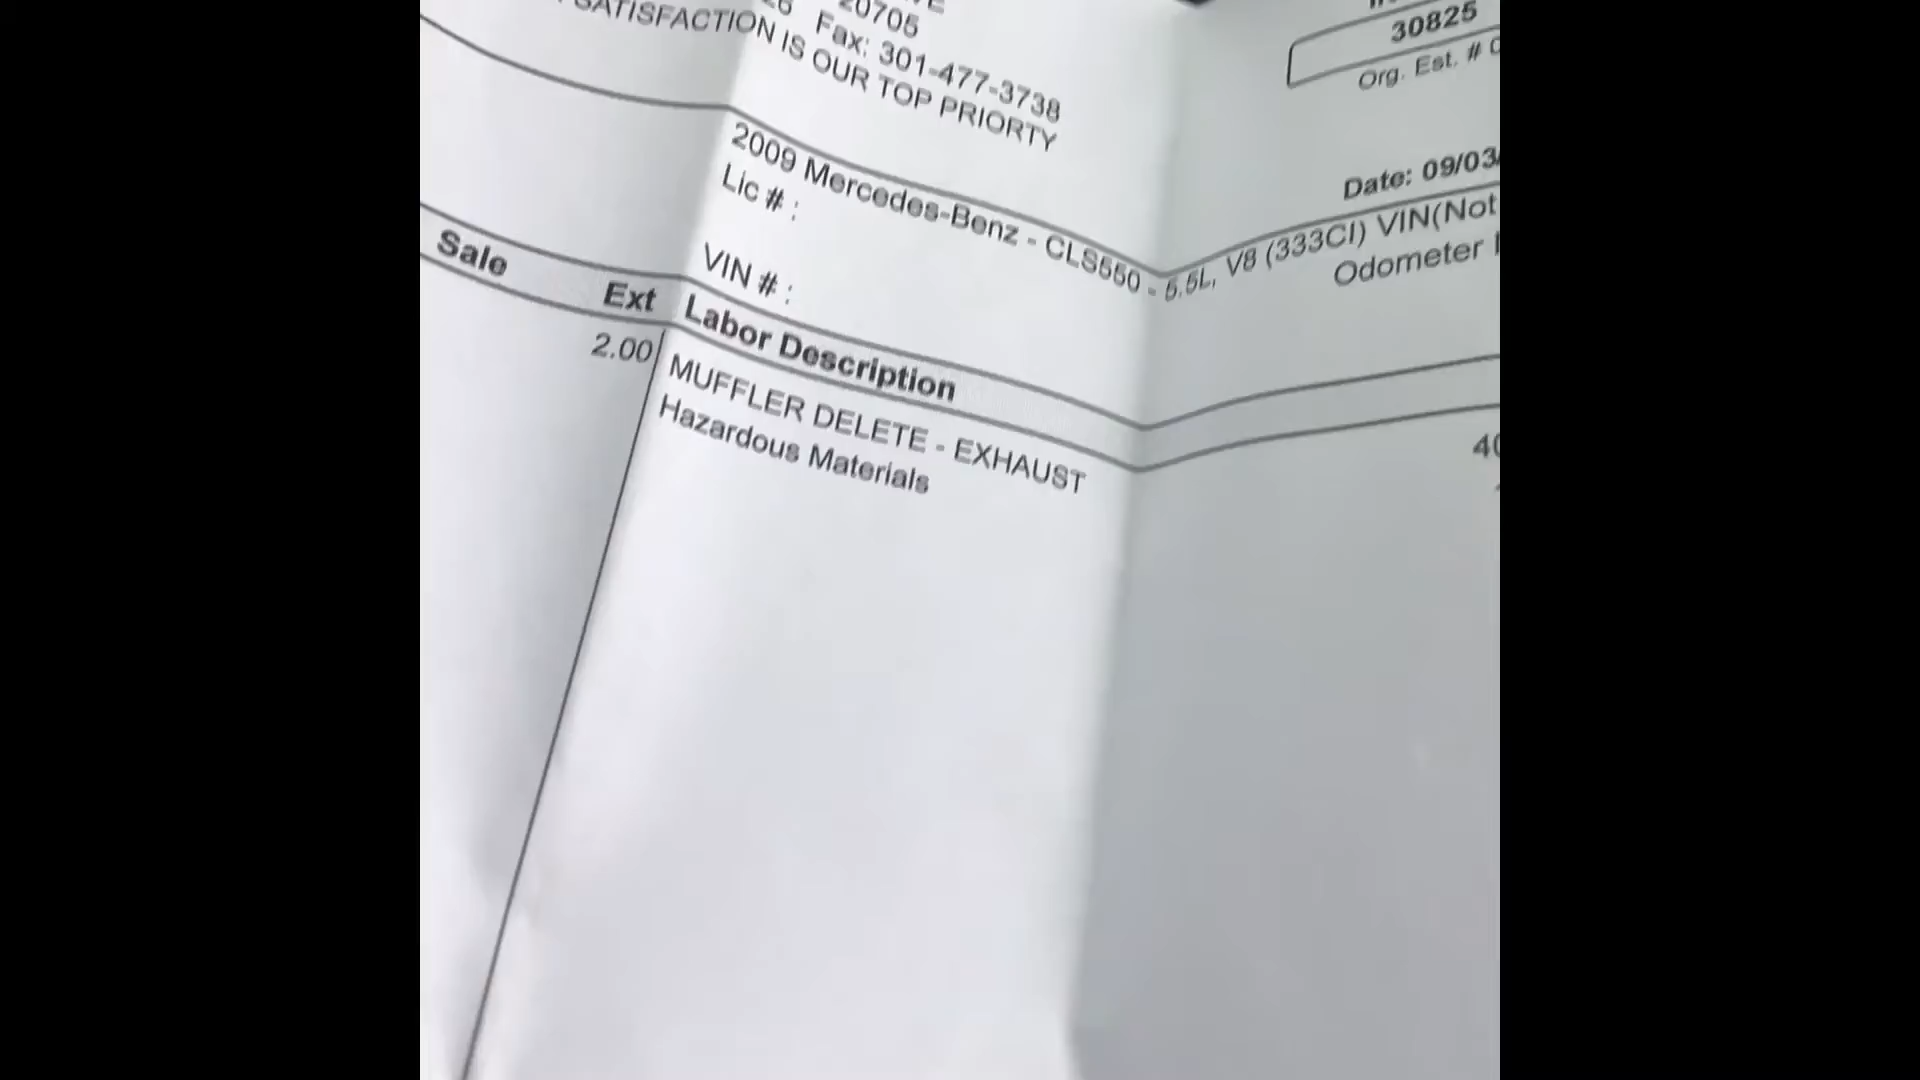 20705
Fax: 301-477-3738
SATISFACTION IS OUR TOP PRIORTY
30825
Org. Est. #
Date: 09/03/
2009 Mercedes-Benz - CLS550 - 5.5L, V8 (333CI) VIN(Not
Lic # :
Odometer
VIN # :
Sale Ext Labor Description
2.00 MUFFLER DELETE - EXHAUST 40
Hazardous Materials